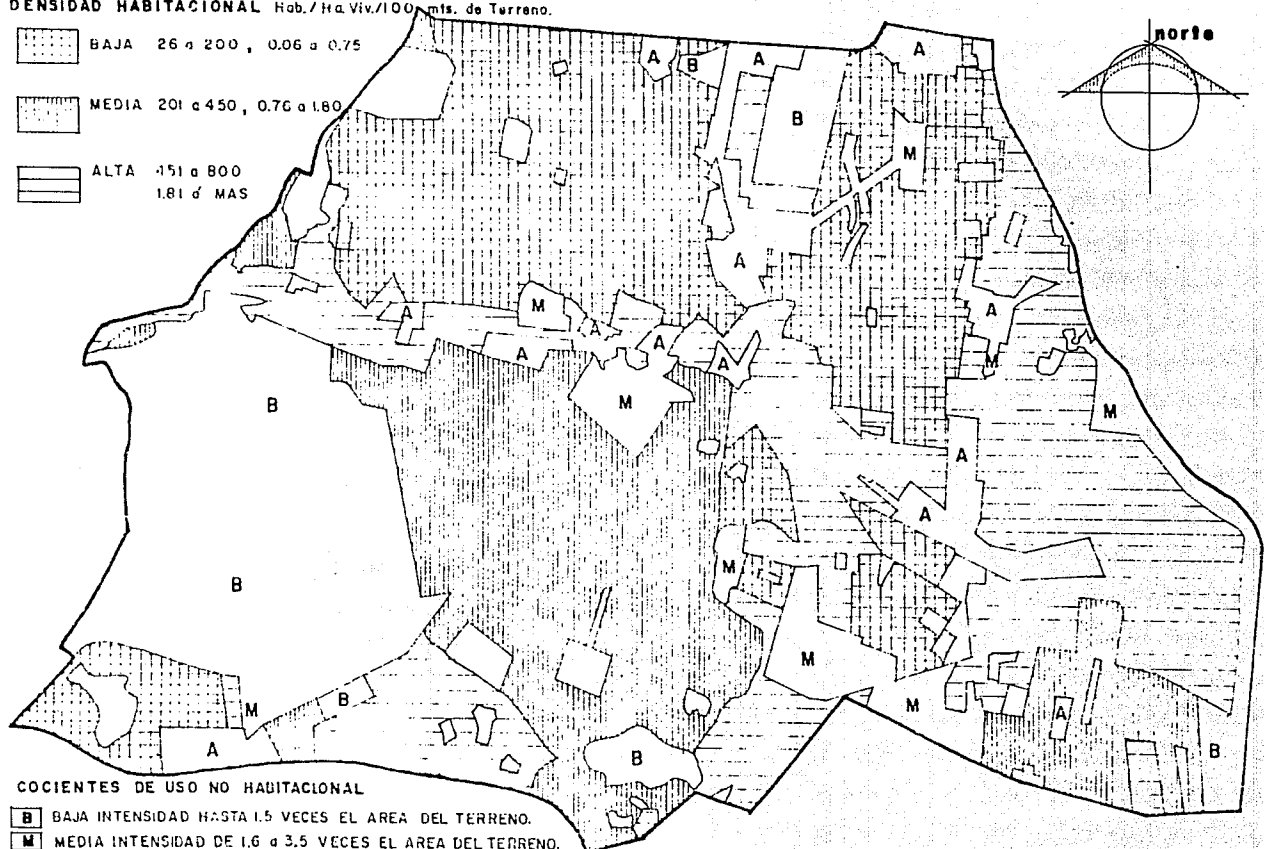 DENSIDAD HABITACIONAL Hab./Ha. Viv./100 mts. de Terreno.
BAJA 26 a 200 , 0.06 a 0.75
MEDIA 201 a 450 , 0.76 a 1.80
ALTA 451 a 800
1.81 ó MAS
norte
A
B
A
A
B
M
A
A
M
A
A
M
A
A
A
B
M
M
A
A
B
M
M
M
B
M
A
A
B
B
COCIENTES DE USO NO HABITACIONAL
B BAJA INTENSIDAD HASTA 1.5 VECES EL AREA DEL TERRENO.
M MEDIA INTENSIDAD DE 1.6 a 3.5 VECES EL AREA DEL TERRENO.